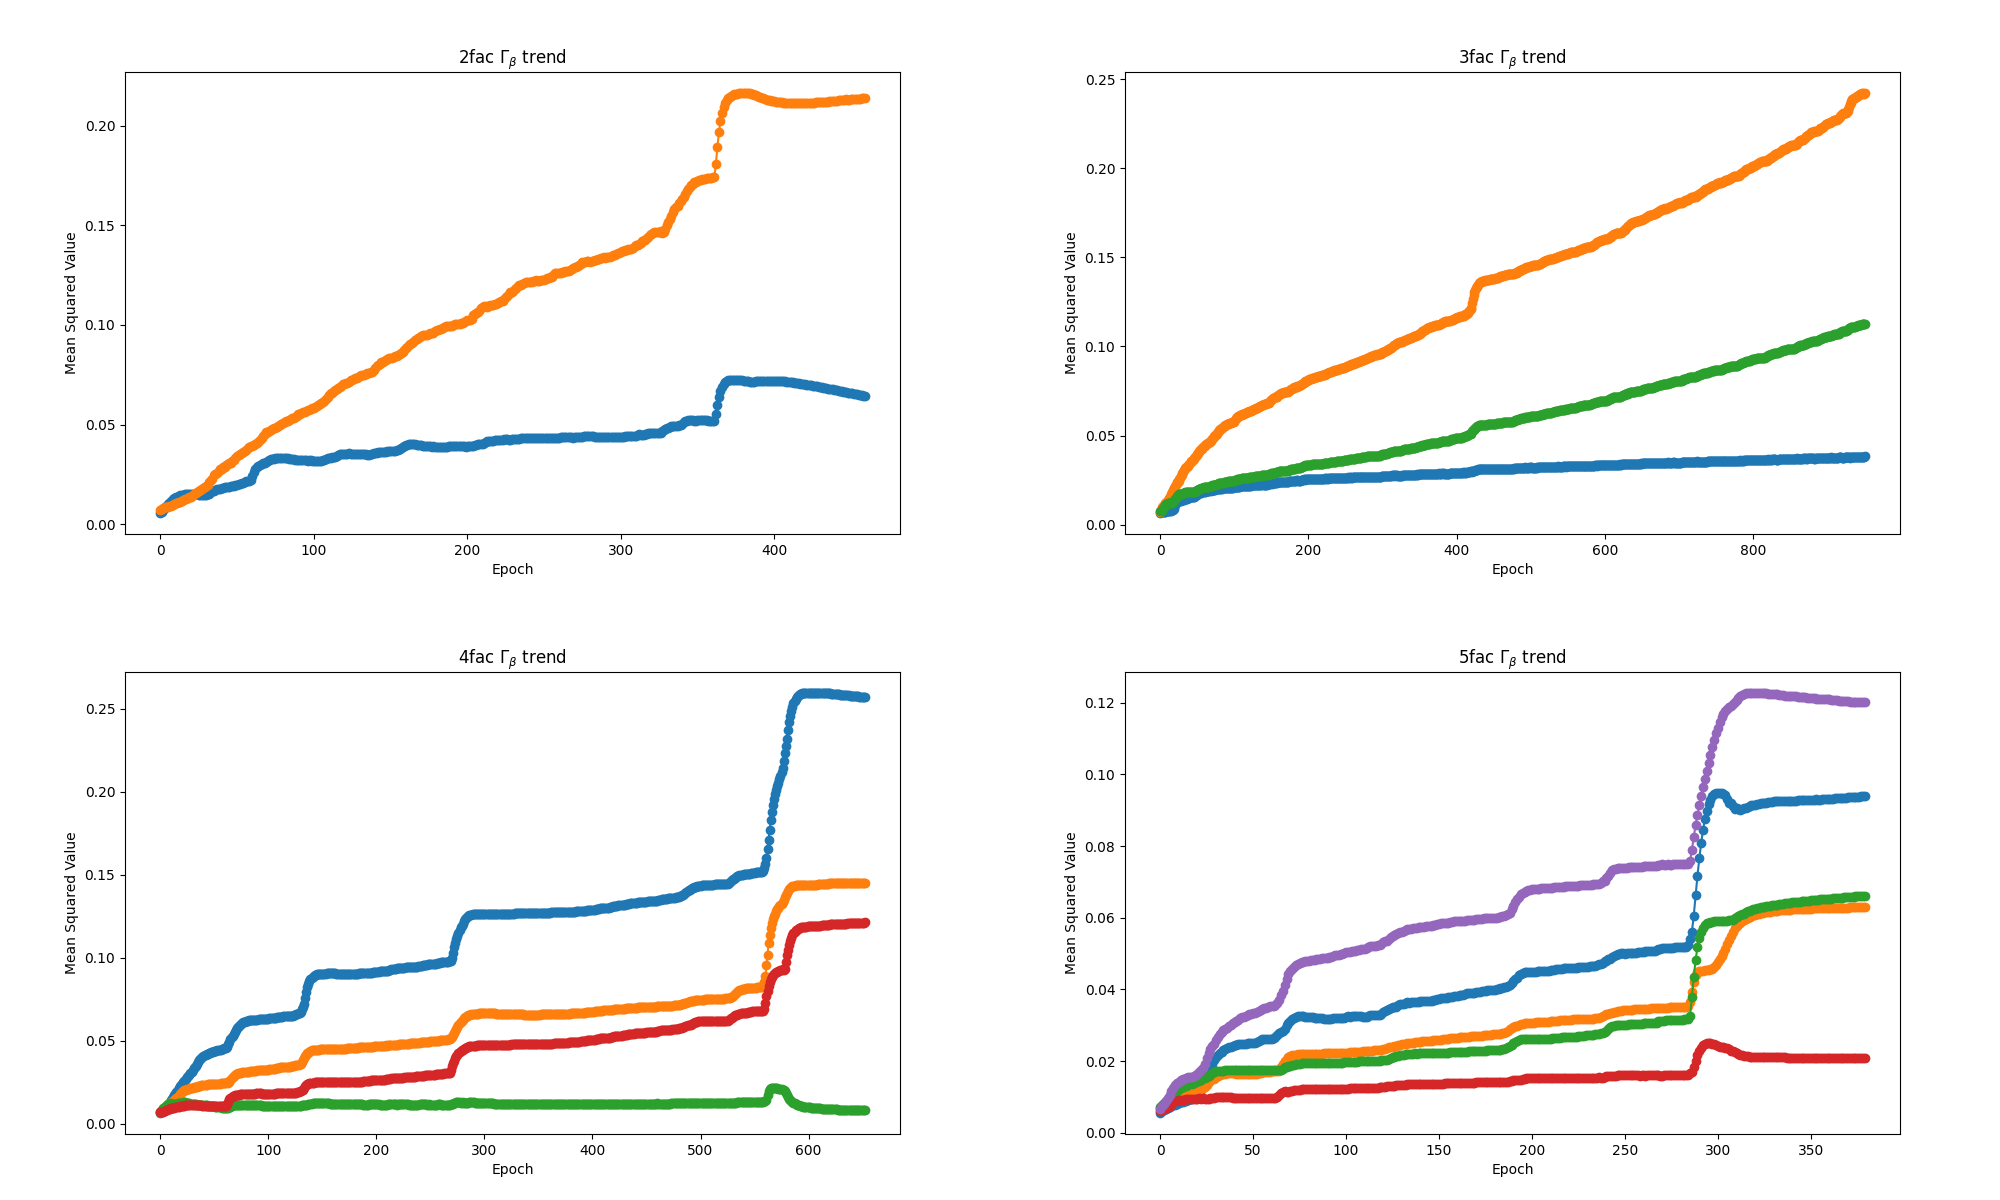 2fac Γβ trend
0.20
0.15
0.10
0.05
0.00
Mean Squared Value
0 100 200 300 400
Epoch
3fac Γβ trend
0.25
0.20
0.15
0.10
0.05
0.00
Mean Squared Value
0 200 400 600 800
Epoch
4fac Γβ trend
0.25
0.20
0.15
0.10
0.05
0.00
Mean Squared Value
0 100 200 300 400 500 600
Epoch
5fac Γβ trend
0.12
0.10
0.08
0.06
0.04
0.02
0.00
Mean Squared Value
0 50 100 150 200 250 300 350
Epoch